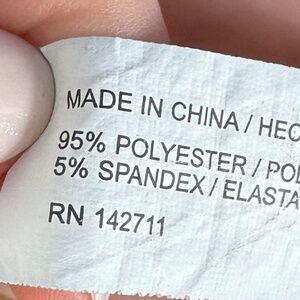 MADE IN CHINA / HEC
95% POLYESTER / POL
5% SPANDEX / ELASTA
RN 142711